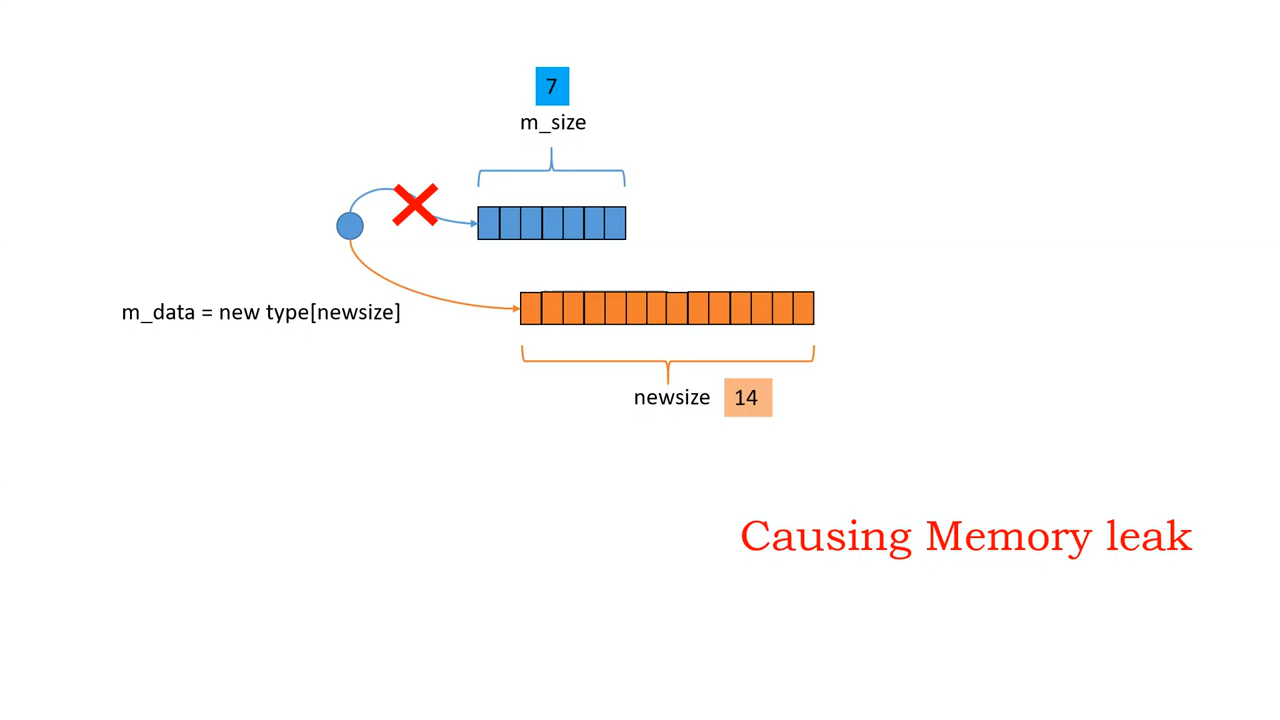 7
m_size
m_data = new type[newsize]
newsize 14
Causing Memory leak